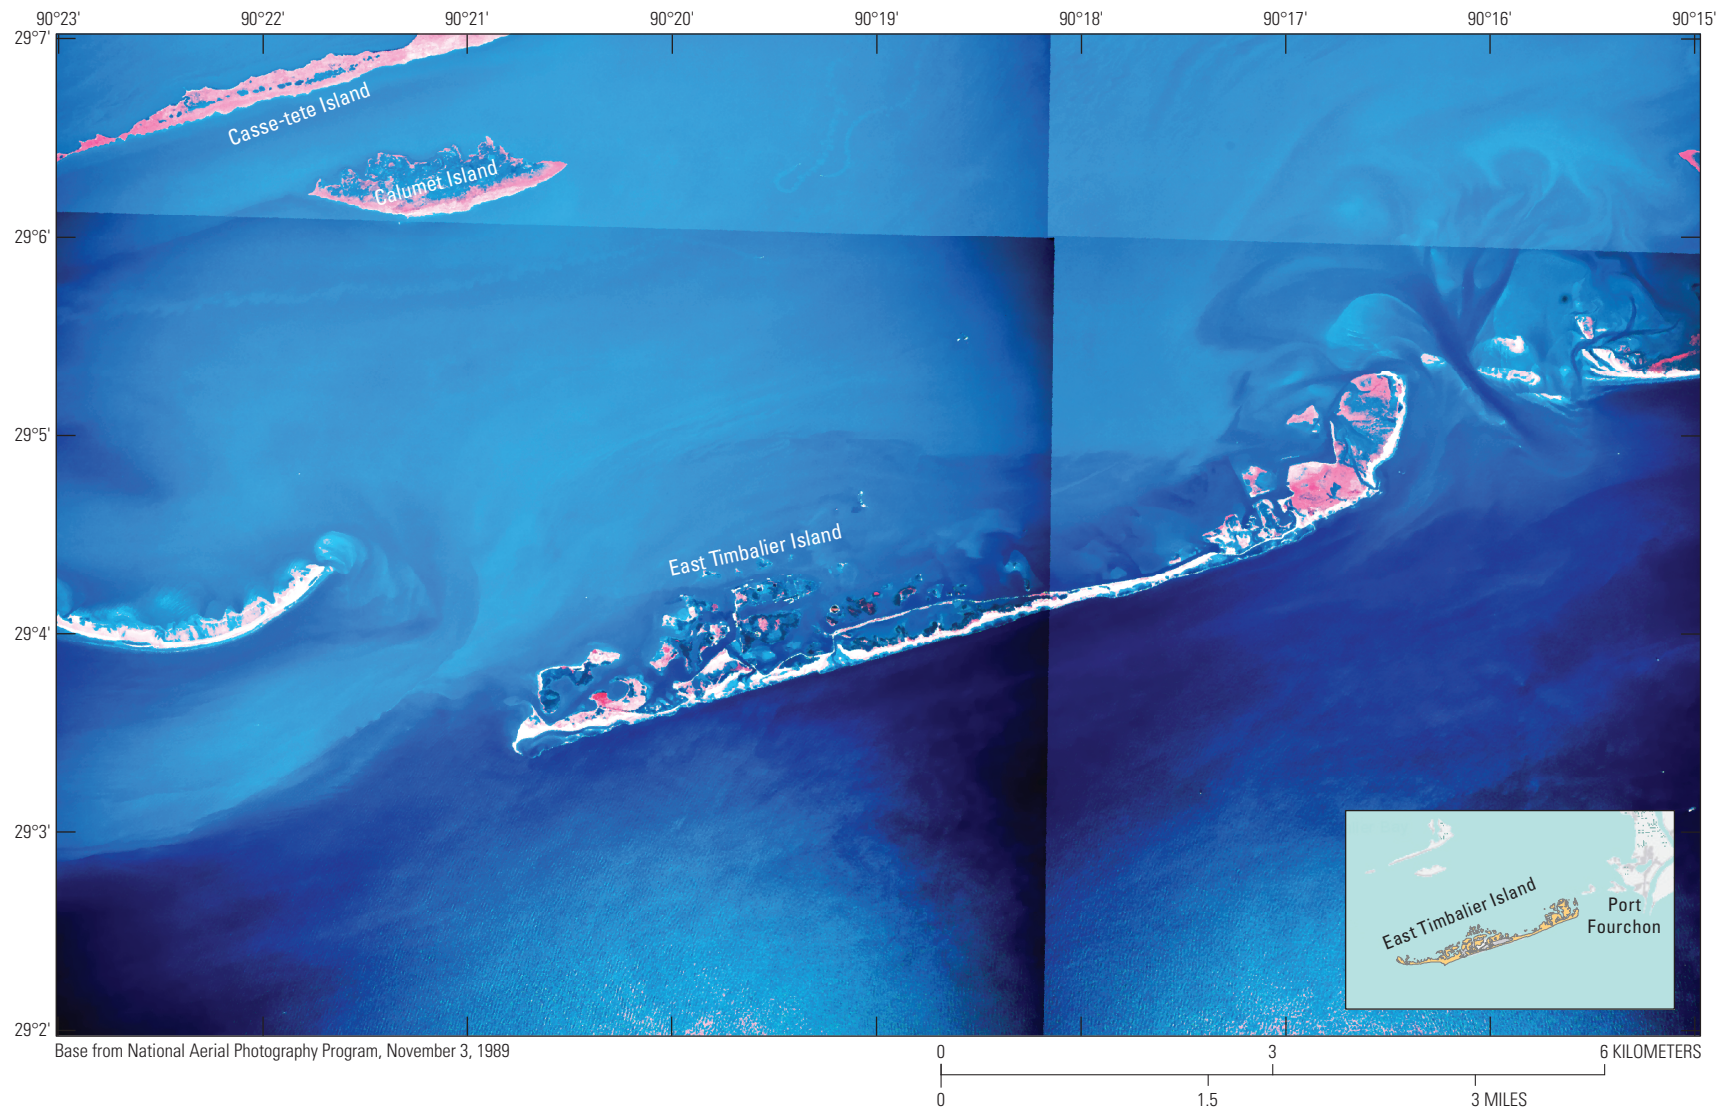 90°23' 90°22' 90°21' 90°20' 90°19' 90°18' 90°17' 90°16' 90°15'
29°7'
Casse-tete Island
Calumet Island
29°6'
29°5'
East Timbalier Island
29°4'
29°3'
East Timbalier Island
Port
Fourchon
29°2'
Base from National Aerial Photography Program, November 3, 1989
0 3 6 KILOMETERS
0 1.5 3 MILES